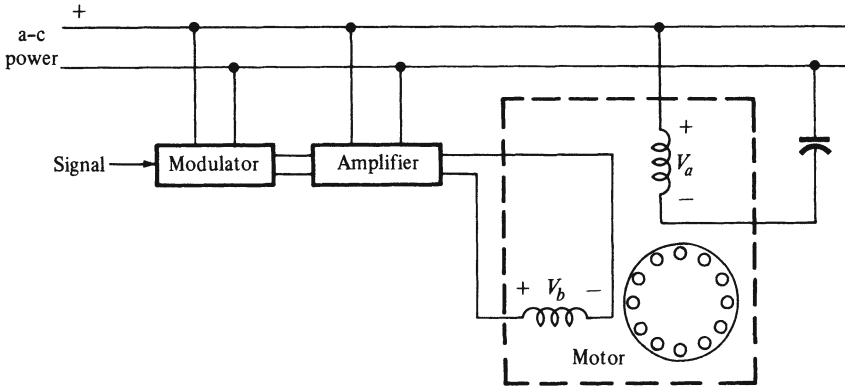 +
a-c
power
Signal
Modulator
Amplifier
+
V_a
−
+ V_b −
Motor